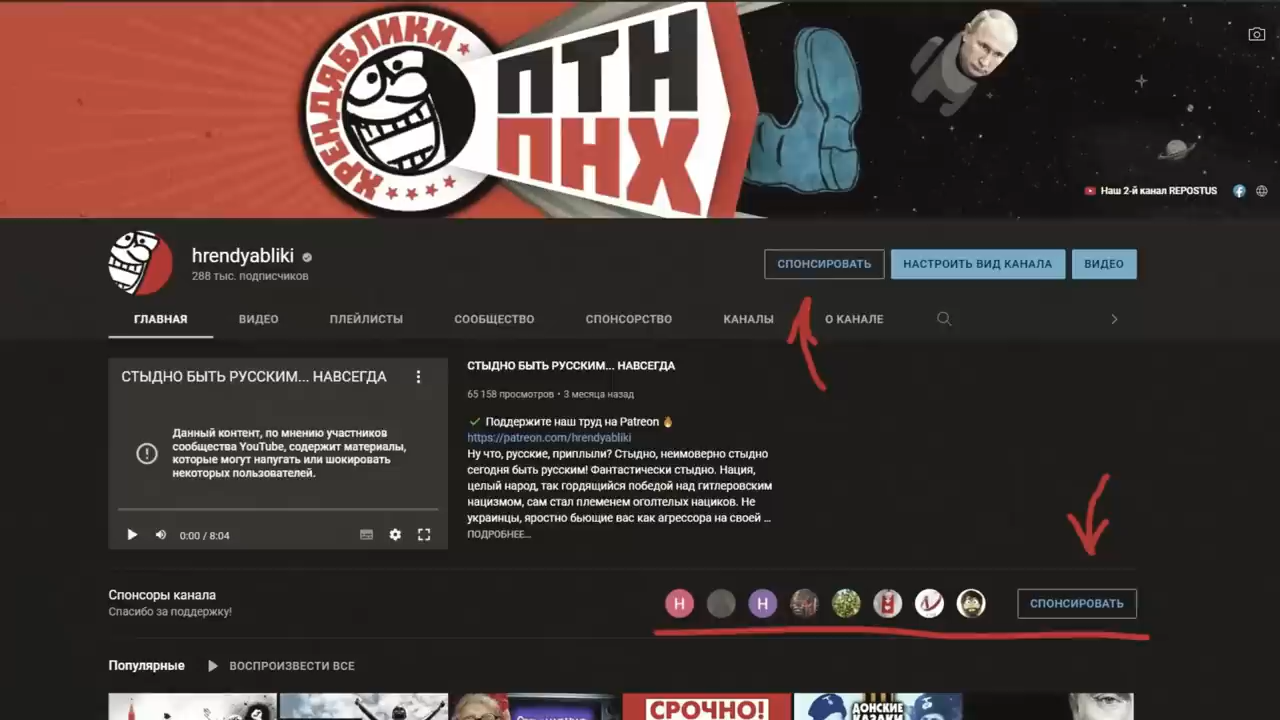 ХРЕНДЯБЛИКИ
ПТН
ПНХ
Наш 2-й канал REPOSTUS
hrendyabliki
288 тыс. подписчиков
СПОНСИРОВАТЬ
НАСТРОИТЬ ВИД КАНАЛА
ВИДЕО
ГЛАВНАЯ
ВИДЕО
ПЛЕЙЛИСТЫ
СООБЩЕСТВО
СПОНСОРСТВО
КАНАЛЫ
О КАНАЛЕ
СТЫДНО БЫТЬ РУССКИМ... НАВСЕГДА
Данный контент, по мнению участников
сообщества YouTube, содержит материалы,
которые могут напугать или шокировать
некоторых пользователей.
0:00 / 8:04
СТЫДНО БЫТЬ РУССКИМ... НАВСЕГДА
65 158 просмотров • 3 месяца назад
Поддержите наш труд на Patreon
https://patreon.com/hrendyabliki
Ну что, русские, приплыли? Стыдно, неимоверно стыдно
сегодня быть русским! Фантастически стыдно. Нация,
целый народ, так гордящийся победой над гитлеровским
нацизмом, сам стал племенем оголтелых нациков. Не
украинцы, яростно бьющие вас как агрессора на своей ...
ПОДРОБНЕЕ...
Спонсоры канала
Спасибо за поддержку!
Н
Н
СПОНСИРОВАТЬ
Популярные
ВОСПРОИЗВЕСТИ ВСЕ
СРОЧНО!
ДОНСКИЕ
КАЗАКИ